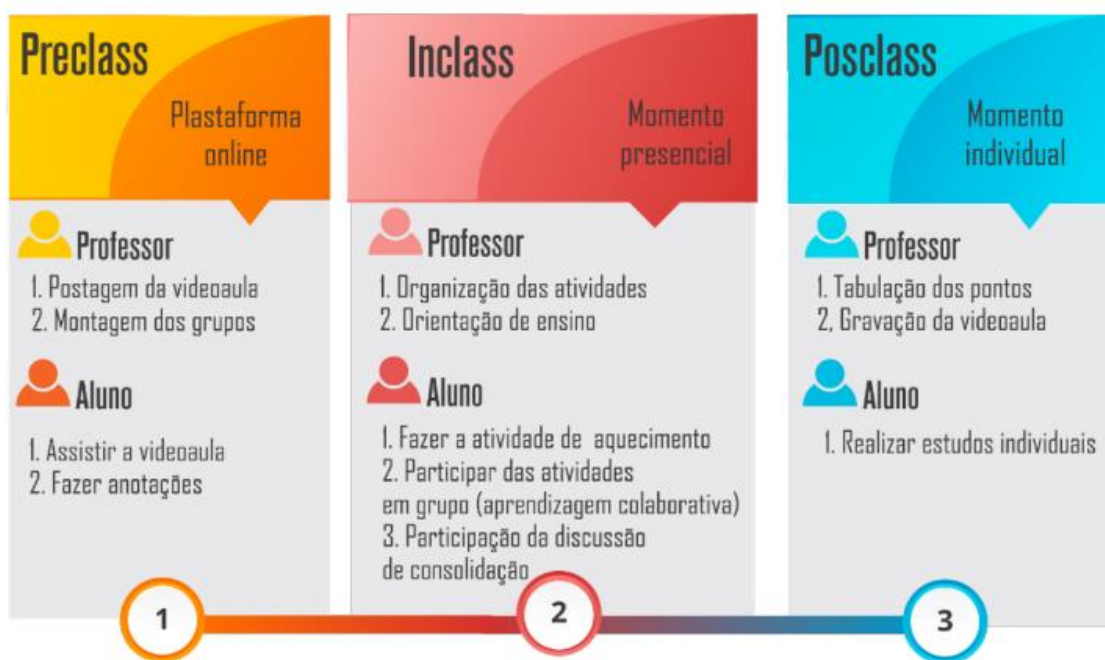 Preclass
Plastaforma
online
Professor
1. Postagem da videoaula
2. Montagem dos grupos
Aluno
1. Assistir a videoaula
2. Fazer anotações
1
Inclass
Momento
presencial
Professor
1. Organização das atividades
2. Orientação de ensino
Aluno
1. Fazer a atividade de aquecimento
2. Participar das atividades
em grupo (aprendizagem colaborativa)
3. Participação da discussão
de consolidação
2
Posclass
Momento
individual
Professor
1. Tabulação dos pontos
2, Gravação da videoaula
Aluno
1. Realizar estudos individuais
3